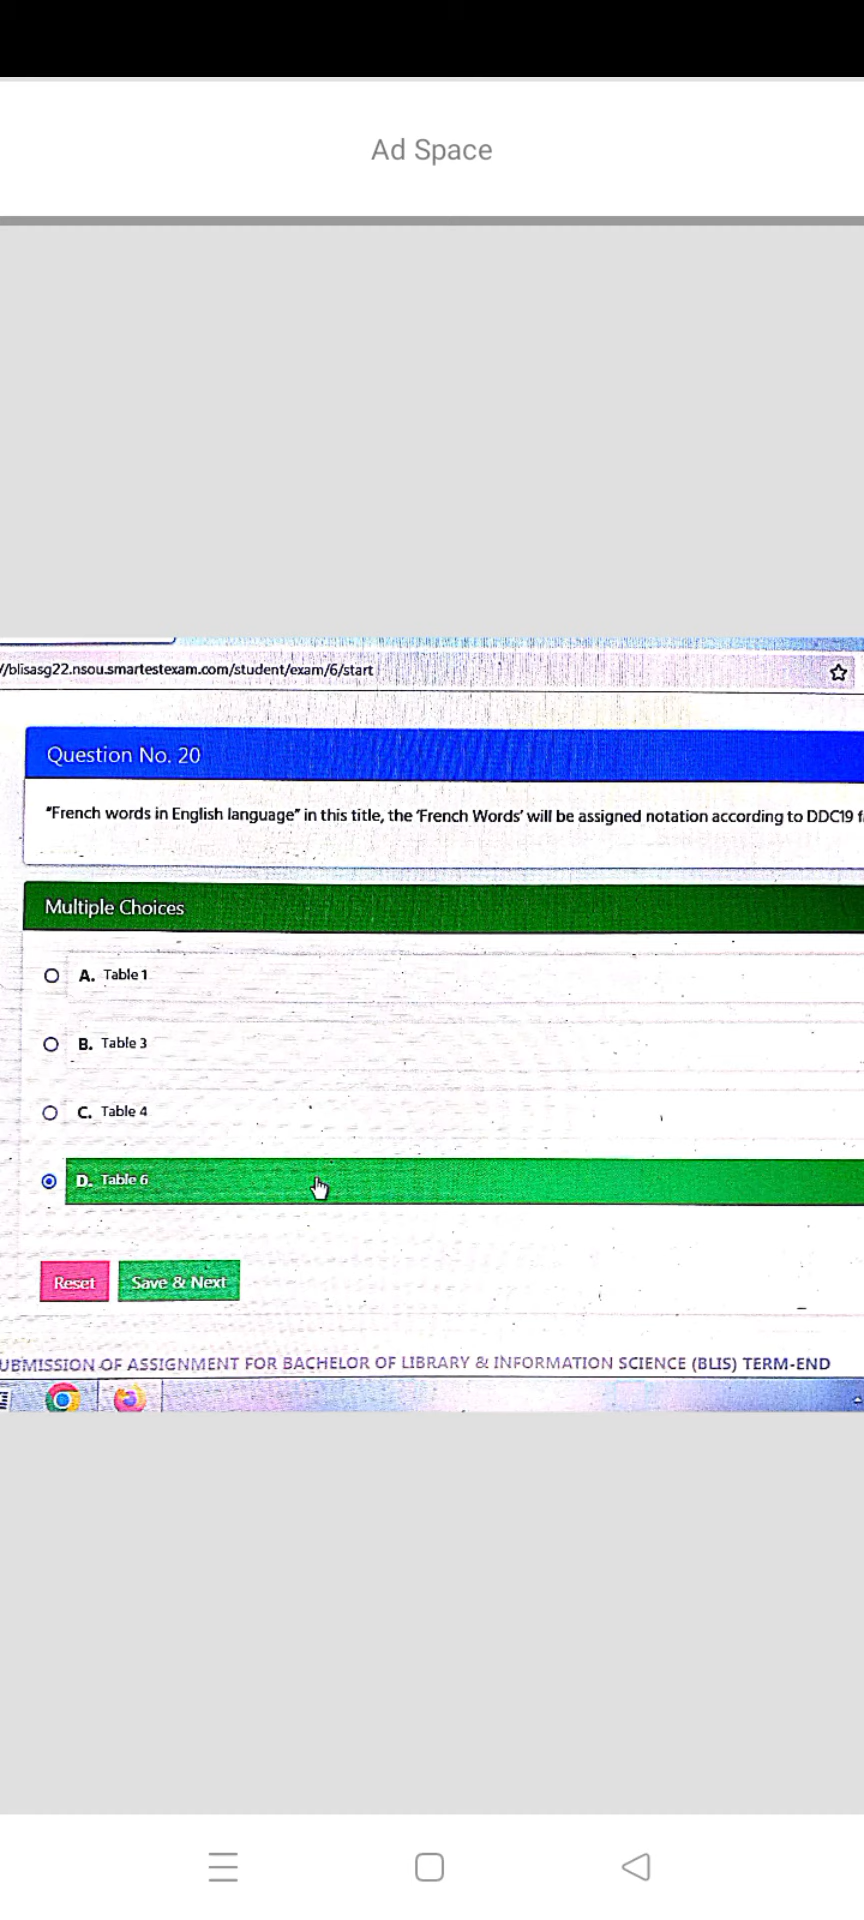 Ad Space
//blisasg22.nsou.smartestexam.com/student/exam/6/start
Question No. 20
"French words in English language" in this title, the 'French Words' will be assigned notation according to DDC19 f
Multiple Choices
A. Table 1
B. Table 3
C. Table 4
D. Table 6
Reset Save & Next
UBMISSION OF ASSIGNMENT FOR BACHELOR OF LIBRARY & INFORMATION SCIENCE (BLIS) TERM-END